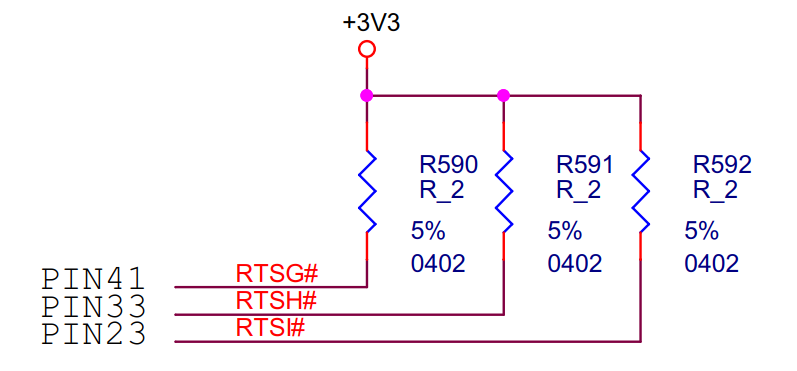 +3V3
R590 R591 R592
R_2 R_2 R_2
5% 5% 5%
0402 0402 0402
PIN41 RTSG#
PIN33 RTSH#
PIN23 RTSI#